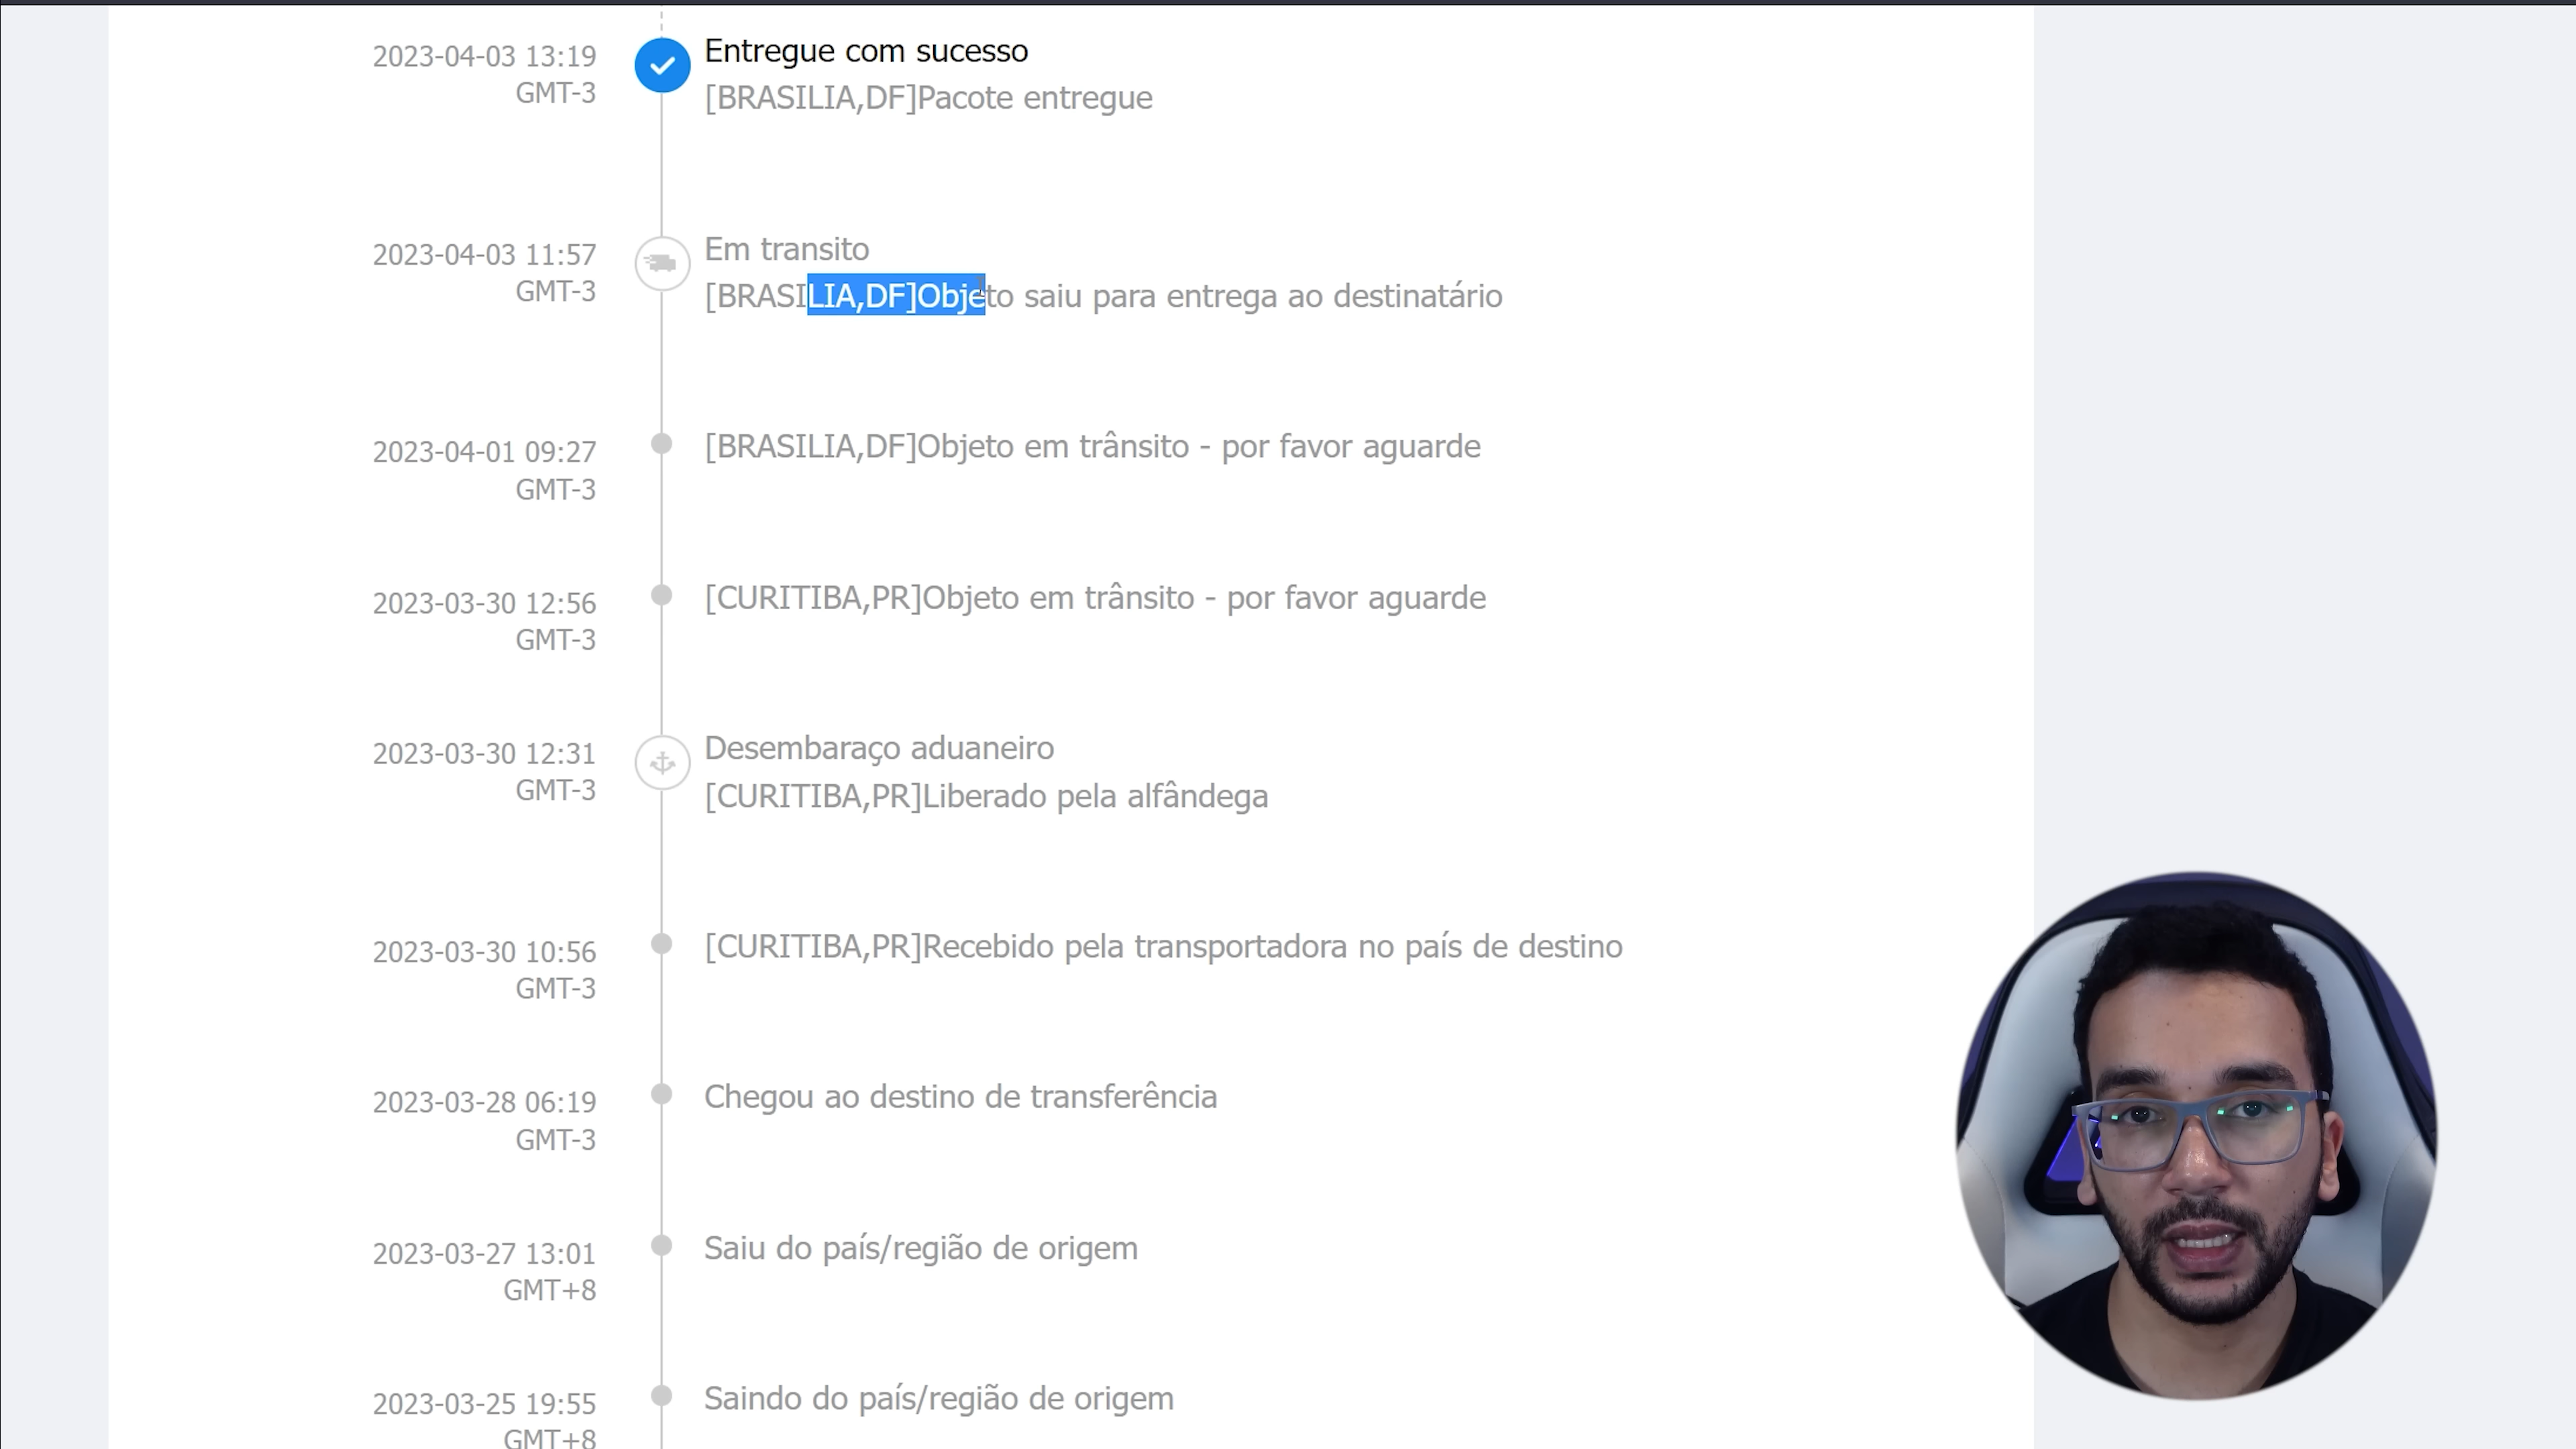 2023-04-03 13:19
GMT-3
Entregue com sucesso
[BRASILIA,DF]Pacote entregue
2023-04-03 11:57
GMT-3
Em transito
[BRASILIA,DF]Objeto saiu para entrega ao destinatário
2023-04-01 09:27
GMT-3
[BRASILIA,DF]Objeto em trânsito - por favor aguarde
2023-03-30 12:56
GMT-3
[CURITIBA,PR]Objeto em trânsito - por favor aguarde
2023-03-30 12:31
GMT-3
Desembaraço aduaneiro
[CURITIBA,PR]Liberado pela alfândega
2023-03-30 10:56
GMT-3
[CURITIBA,PR]Recebido pela transportadora no país de destino
2023-03-28 06:19
GMT-3
Chegou ao destino de transferência
2023-03-27 13:01
GMT+8
Saiu do país/região de origem
2023-03-25 19:55
GMT+8
Saindo do país/região de origem